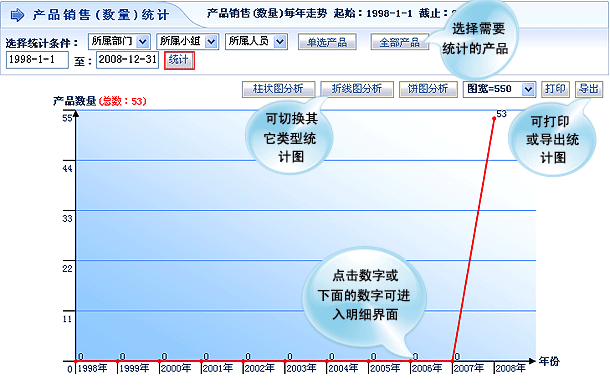 产品销售(数量)统计
产品销售(数量)每年走势 起始：1998-1-1 截止：
选择统计条件： 所属部门 所属小组 所属人员 单选产品 全部产品
1998-1-1 至： 2008-12-31 统计
选择需要
统计的产品
柱状图分析 折线图分析 饼图分析 图宽=550 打印 导出
产品数量(总数：53)
可切换其
它类型统
计图
可打印
或导出统
计图
55
53
44
33
22
11
点击数字或
下面的数字可进
入明细界面
0 0 0 0 0 0 0 0 0 0
0 1998年 1999年 2000年 2001年 2002年 2003年 2004年 2005年 2006年 2007年 2008年 年份